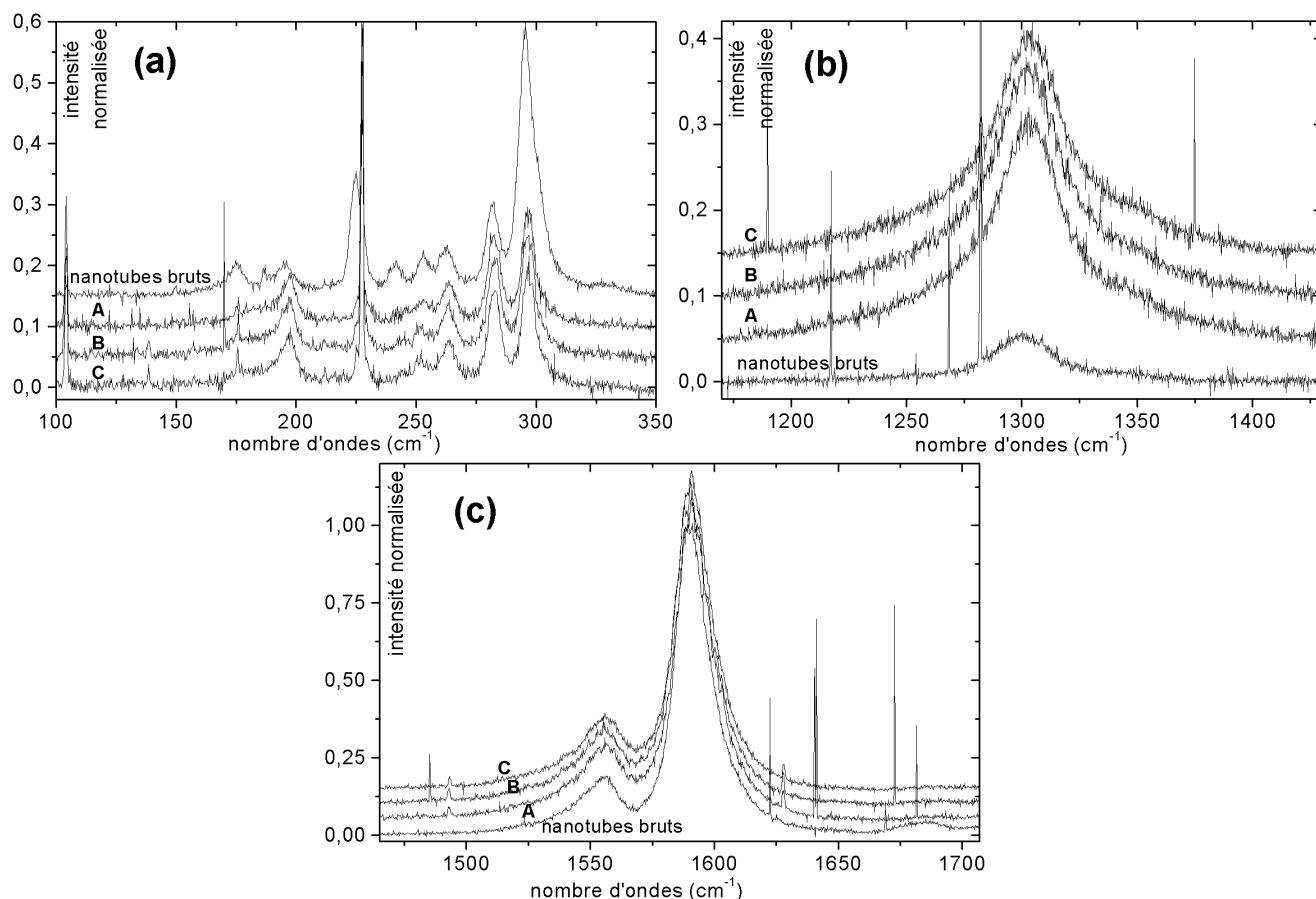 (a)
intensité
normalisée
0,6
0,5
0,4
0,3
0,2
0,1
0,0
nanotubes bruts
A
B
C
100 150 200 250 300 350
nombre d'ondes (cm⁻¹)
(b)
intensité
normalisée
0,4
0,3
0,2
0,1
0,0
C
B
A
nanotubes bruts
1200 1250 1300 1350 1400
nombre d'ondes (cm⁻¹)
(c)
intensité normalisée
1,00
0,75
0,50
0,25
0,00
C
B
A
nanotubes bruts
1500 1550 1600 1650 1700
nombre d'ondes (cm⁻¹)